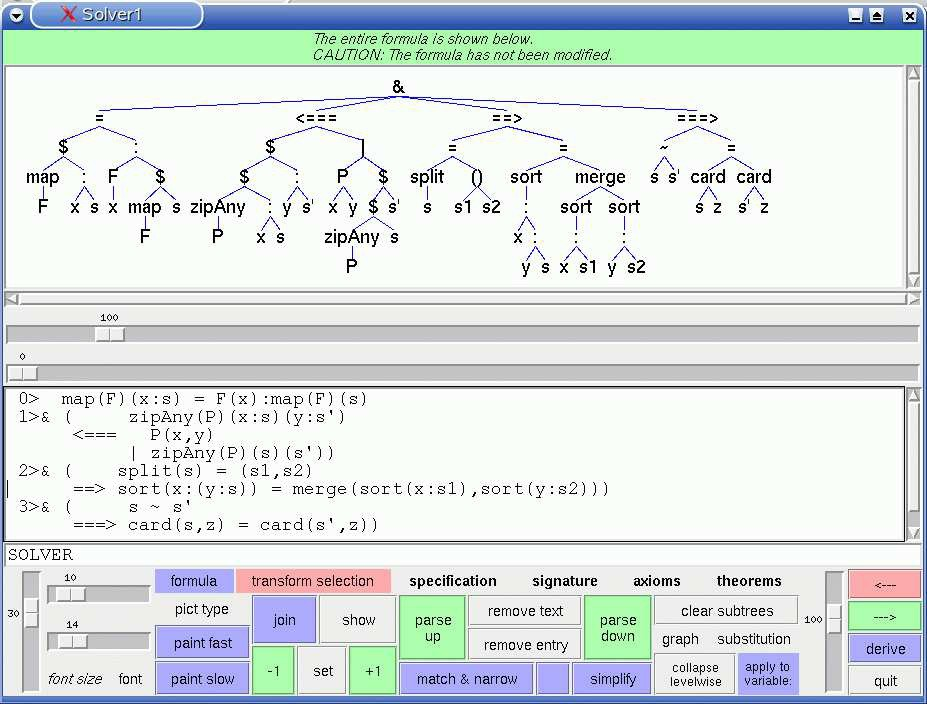 Solver1
The entire formula is shown below.
CAUTION: The formula has not been modified.
&
= <=== ==> ===>
$ : $ | = = ~ =
map : F $ $ : P $ split () sort merge s s' card card
F x s x map s zipAny : y s' x y $ s' s s1 s2 : sort sort s z s' z
F P x s zipAny s x : : :
P y s x s1 y s2
100
0
0> map(F)(x:s) = F(x):map(F)(s)
1>& ( zipAny(P)(x:s)(y:s')
<=== P(x,y)
| zipAny(P)(s)(s'))
2>& ( split(s) = (s1,s2)
==> sort(x:(y:s)) = merge(sort(x:s1),sort(y:s2)))
3>& ( s ~ s'
===> card(s,z) = card(s',z))
SOLVER
10 formula transform selection specification signature axioms theorems <---
30 pict type join show parse up remove text parse down clear subtrees 100 --->
14 paint fast remove entry graph substitution derive
font size font paint slow -1 set +1 match & narrow simplify collapse levelwise apply to variable: quit